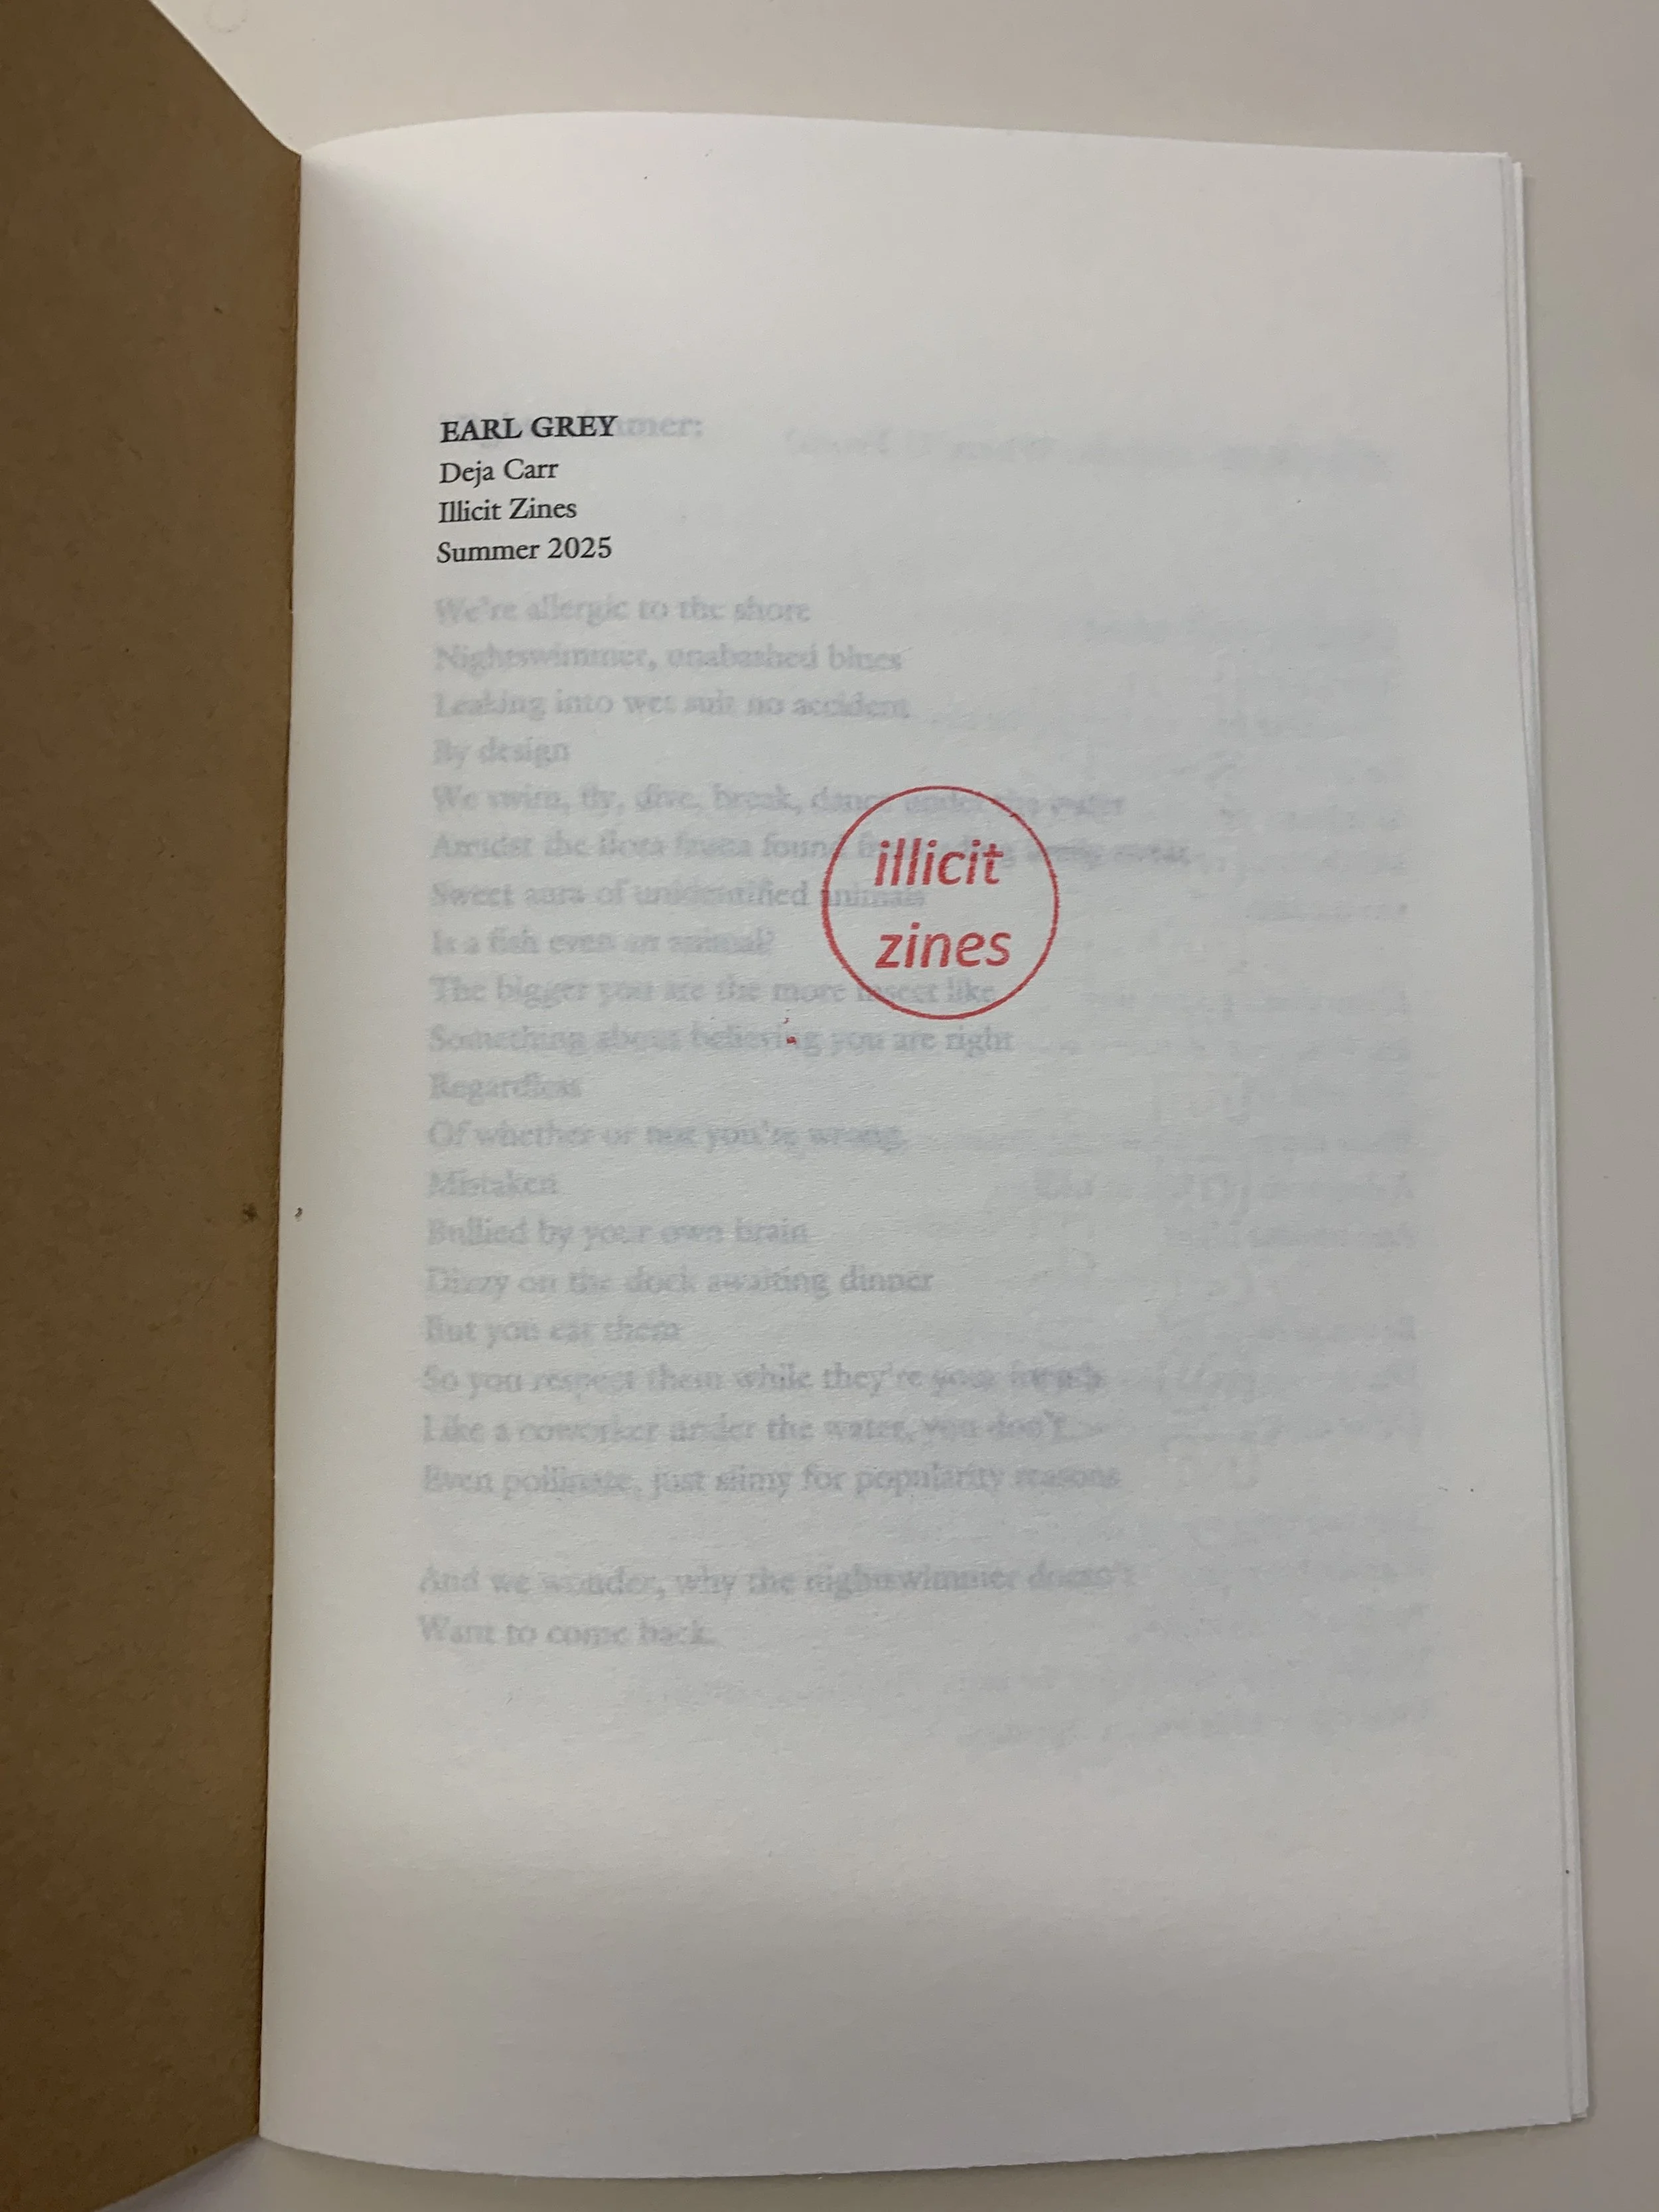 EARL GREY
Deja Carr
Illicit Zines
Summer 2025
We're allergic to the shore
Nightswimmer, unabashed blues
Leaking into wet suit no accident
By design
We swim, fly, dive, break, dance under the water
Amidst the flora fauna found
Sweet aura of unidentified animals
Is a fish even an animal?
The bigger you are the more insect like
Something about believing you are right
Regardless
Of whether or not you're wrong,
Mistaken
Bullied by your own brain
Dizzy on the dock awaiting dinner
But you eat them
So you respect them while they're your
Like a coworker under the water, you don't
Even pollinate, just slimy for popularity reasons
And we wonder, why the nightswimmer doesn't
Want to come back.
illicit
zines